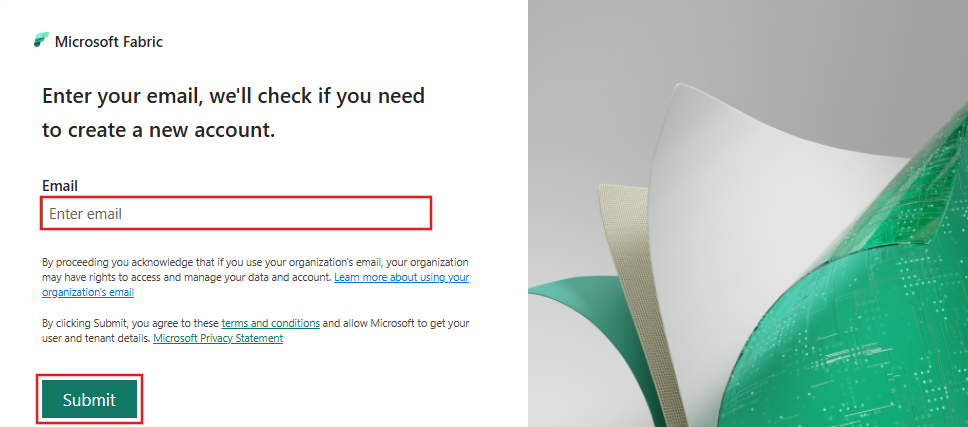 Microsoft Fabric
Enter your email, we'll check if you need
to create a new account.
Email
Enter email
By proceeding you acknowledge that if you use your organization's email, your organization
may have rights to access and manage your data and account. Learn more about using your
organization's email
By clicking Submit, you agree to these terms and conditions and allow Microsoft to get your
user and tenant details. Microsoft Privacy Statement
Submit